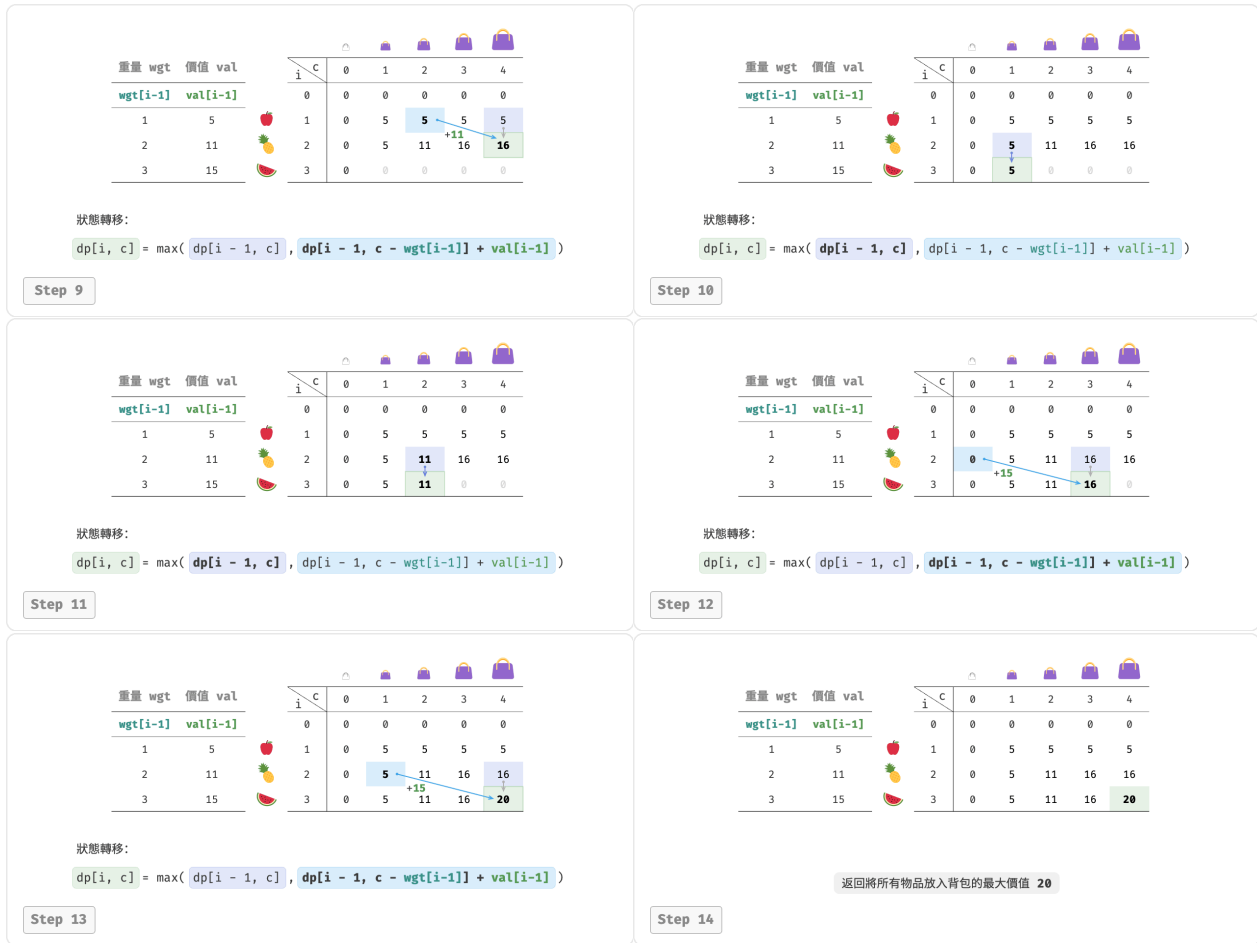 重量 wgt 價值 val i C 0 1 2 3 4
wgt[i-1] val[i-1] 0 0 0 0 0 0
1 5 1 0 5 5 5 5
+11
2 11 2 0 5 11 16 16
3 15 3 0 0 0 0 0
狀態轉移：
dp[i, c] = max( dp[i - 1, c] , dp[i - 1, c - wgt[i-1]] + val[i-1] )
Step 9
重量 wgt 價值 val i C 0 1 2 3 4
wgt[i-1] val[i-1] 0 0 0 0 0 0
1 5 1 0 5 5 5 5
2 11 2 0 5 11 16 16
3 15 3 0 5 0 0 0
狀態轉移：
dp[i, c] = max( dp[i - 1, c] , dp[i - 1, c - wgt[i-1]] + val[i-1] )
Step 10
重量 wgt 價值 val i C 0 1 2 3 4
wgt[i-1] val[i-1] 0 0 0 0 0 0
1 5 1 0 5 5 5 5
2 11 2 0 5 11 16 16
3 15 3 0 5 11 0 0
狀態轉移：
dp[i, c] = max( dp[i - 1, c] , dp[i - 1, c - wgt[i-1]] + val[i-1] )
Step 11
重量 wgt 價值 val i C 0 1 2 3 4
wgt[i-1] val[i-1] 0 0 0 0 0 0
1 5 1 0 5 5 5 5
2 11 2 0 5 11 16 16
+15
3 15 3 0 5 11 16 0
狀態轉移：
dp[i, c] = max( dp[i - 1, c] , dp[i - 1, c - wgt[i-1]] + val[i-1] )
Step 12
重量 wgt 價值 val i C 0 1 2 3 4
wgt[i-1] val[i-1] 0 0 0 0 0 0
1 5 1 0 5 5 5 5
2 11 2 0 5 11 16 16
+15
3 15 3 0 5 11 16 20
狀態轉移：
dp[i, c] = max( dp[i - 1, c] , dp[i - 1, c - wgt[i-1]] + val[i-1] )
Step 13
重量 wgt 價值 val i C 0 1 2 3 4
wgt[i-1] val[i-1] 0 0 0 0 0 0
1 5 1 0 5 5 5 5
2 11 2 0 5 11 16 16
3 15 3 0 5 11 16 20
返回將所有物品放入背包的最大價值 20
Step 14